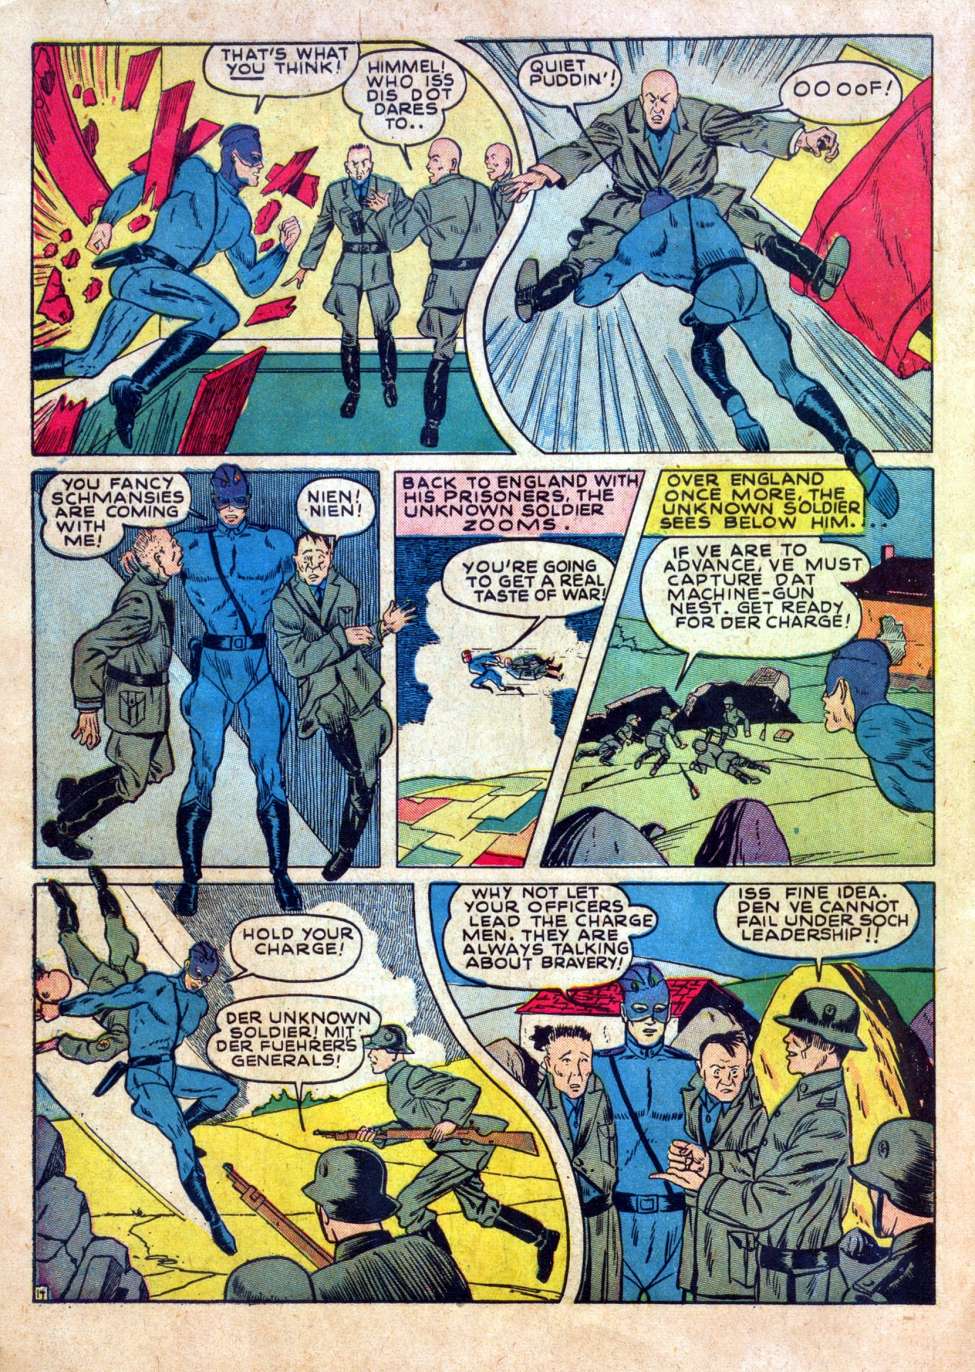 THAT'S WHAT
YOU THINK!
HIMMEL!
WHO ISS
DIS DOT
DARES
TO..
QUIET
PUDDIN'!
OOOOF!
YOU FANCY
SCHMANSIES
ARE COMING
WITH
ME!
NIEN!
NIEN!
BACK TO ENGLAND WITH
HIS PRISONERS, THE
UNKNOWN SOLDIER
ZOOMS.
YOU'RE GOING
TO GET A REAL
TASTE OF WAR!
OVER ENGLAND
ONCE MORE, THE
UNKNOWN SOLDIER
SEES BELOW HIM...
IF VE ARE TO
ADVANCE, VE MUST
CAPTURE DAT
MACHINE-GUN
NEST. GET READY
FOR DER CHARGE!
HOLD YOUR
CHARGE!
DER UNKNOWN
SOLDIER! MIT
DER FUEHRER'S
GENERALS!
WHY NOT LET
YOUR OFFICERS
LEAD THE CHARGE
MEN. THEY ARE
ALWAYS TALKING
ABOUT BRAVERY!
ISS FINE IDEA.
DEN VE CANNOT
FAIL UNDER SOCH
LEADERSHIP!!